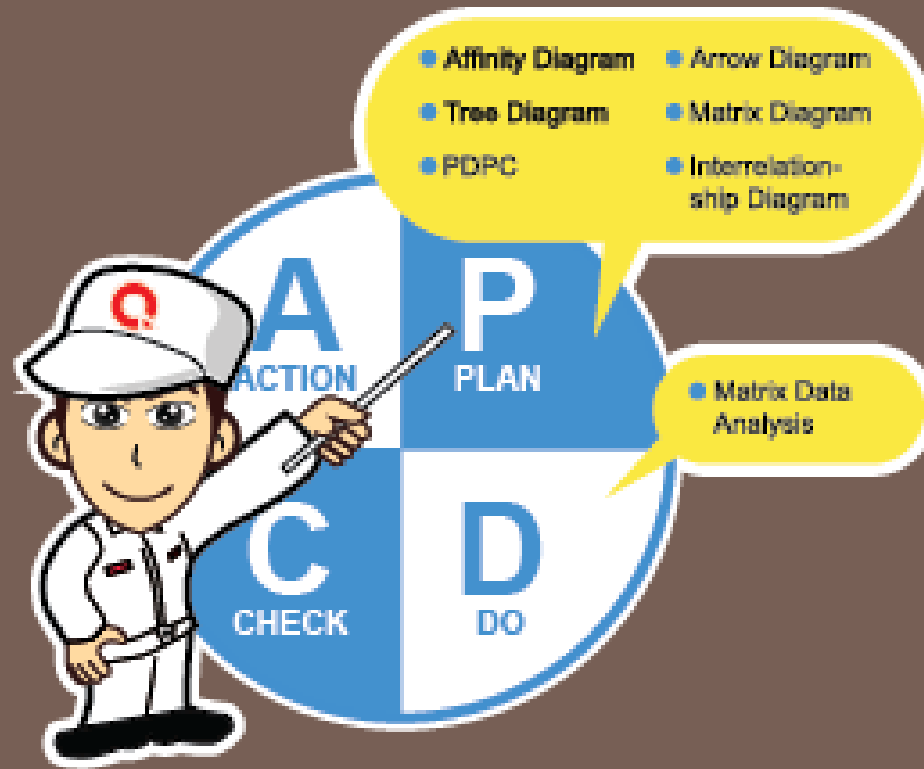 Affinity Diagram
Tree Diagram
PDPC
Arrow Diagram
Matrix Diagram
Interrelation-
ship Diagram
A
ACTION
P
PLAN
Matrix Data
Analysis
C
CHECK
D
DO